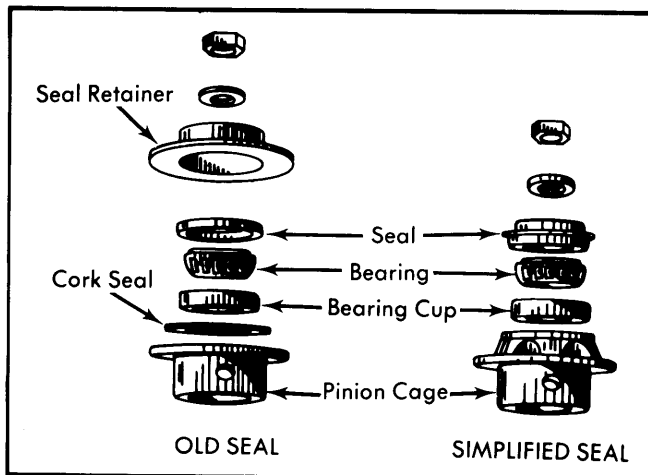 Seal Retainer
Seal
Bearing
Cork Seal
Bearing Cup
Pinion Cage
OLD SEAL
SIMPLIFIED SEAL